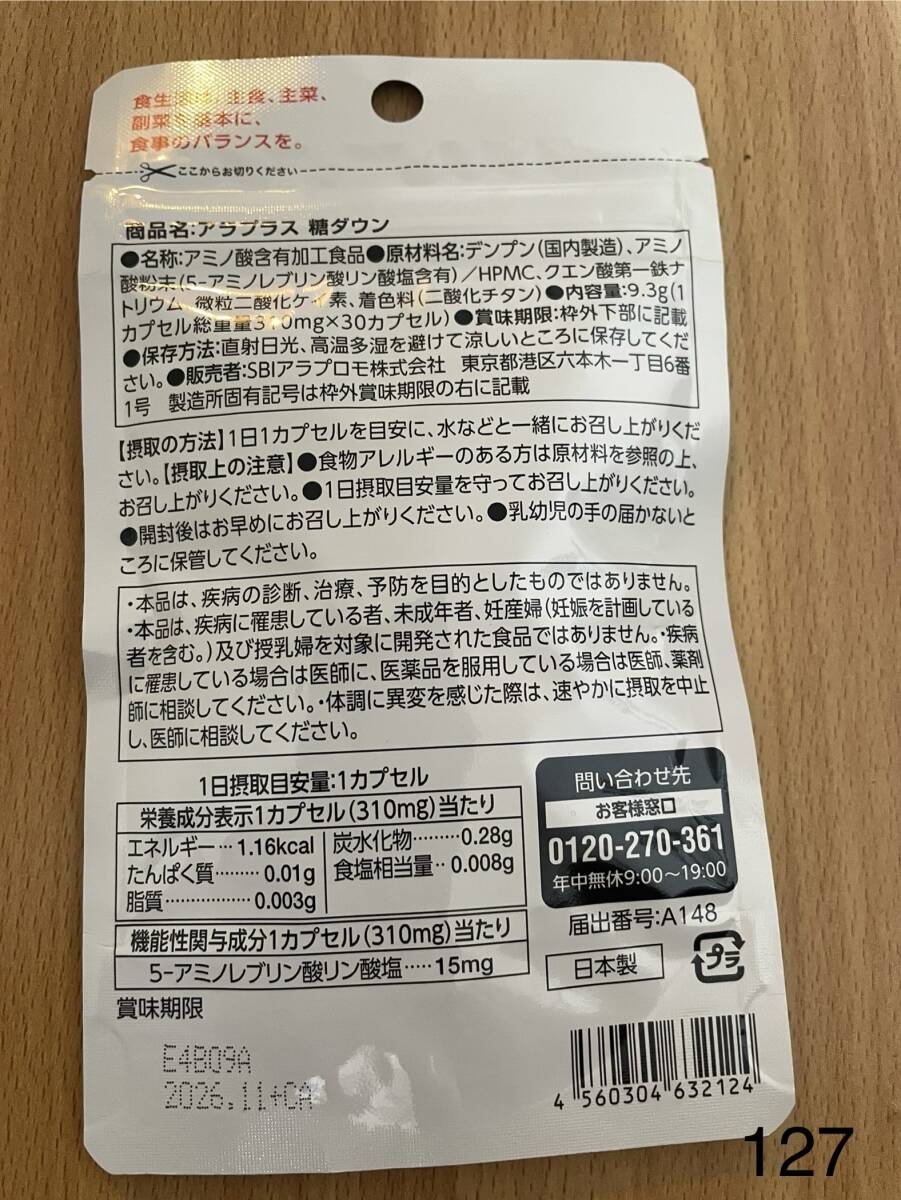 食生活は、主食、主菜、
副菜を基本に、
食事のバランスを。
ここからお切りください
商品名:アラプラス 糖ダウン
●名称:アミノ酸含有加工食品●原材料名:デンプン(国内製造)、アミノ
酸粉末(5-アミノレブリン酸リン酸塩含有)/HPMC、クエン酸第一鉄ナ
トリウム、微粒二酸化ケイ素、着色料(二酸化チタン)●内容量:9.3g(1
カプセル総重量310mg×30カプセル)●賞味期限:枠外下部に記載
●保存方法:直射日光、高温多湿を避けて涼しいところに保存してくだ
さい。●販売者:SBIアラプロモ株式会社 東京都港区六本木一丁目6番
1号 製造所固有記号は枠外賞味期限の右に記載
【摂取の方法】1日1カプセルを目安に、水などと一緒にお召し上がりくだ
さい。【摂取上の注意】●食物アレルギーのある方は原材料を参照の上、
お召し上がりください。●1日摂取目安量を守ってお召し上がりください。
●開封後はお早めにお召し上がりください。●乳幼児の手の届かないと
ころに保管してください。
・本品は、疾病の診断、治療、予防を目的としたものではありません。
・本品は、疾病に罹患している者、未成年者、妊産婦(妊娠を計画している
者を含む。)及び授乳婦を対象に開発された食品ではありません。・疾病
に罹患している場合は医師に、医薬品を服用している場合は医師、薬剤
師に相談してください。・体調に異変を感じた際は、速やかに摂取を中止
し、医師に相談してください。
1日摂取目安量:1カプセル
栄養成分表示1カプセル(310mg)当たり
エネルギー…1.16kcal 炭水化物………0.28g
たんぱく質………0.01g 食塩相当量‥0.008g
脂質………………0.003g
機能性関与成分1カプセル(310mg)当たり
5-アミノレブリン酸リン酸塩……15mg
問い合わせ先
お客様窓口
0120-270-361
年中無休9:00〜19:00
届出番号:A148
日本製
プラ
賞味期限
E4B09A
2026.11+CA
4 560304 632124
127